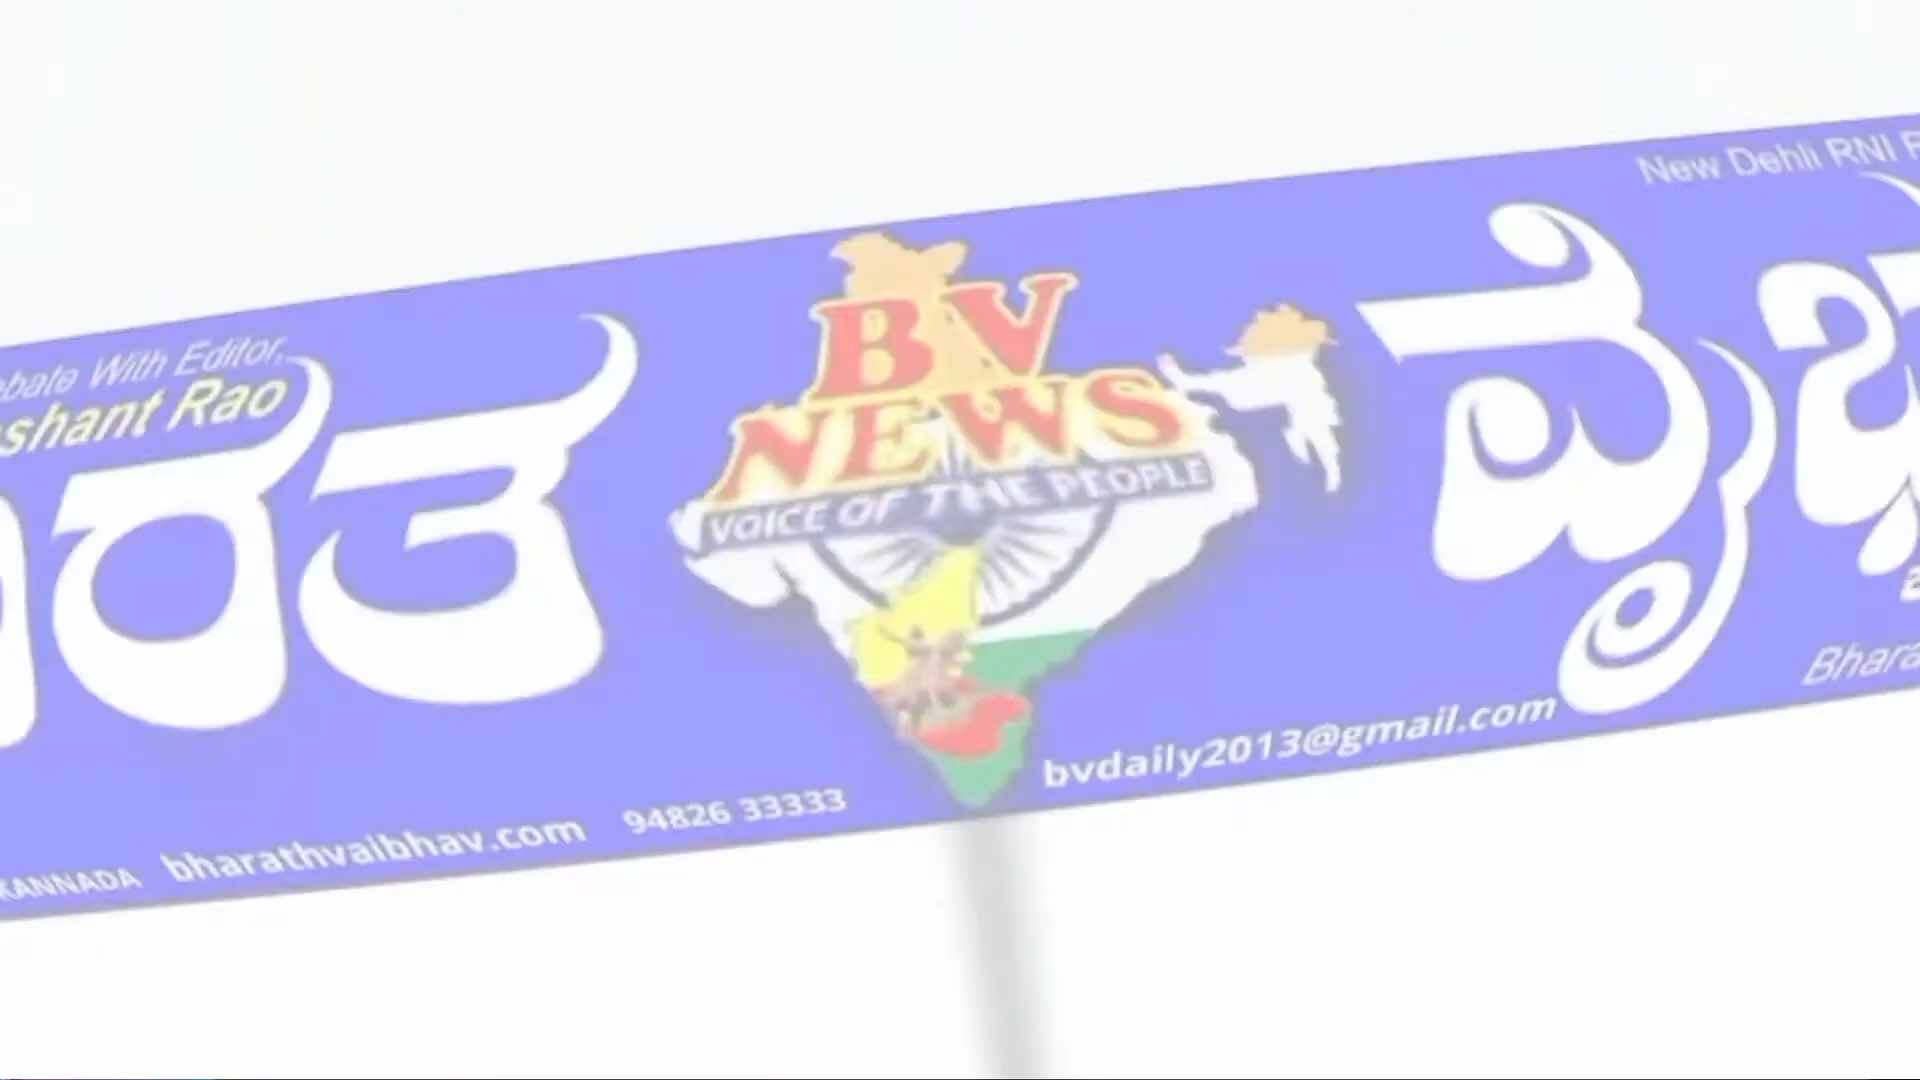 ebate With Editor,
shant Rao
ರತ
KANNADA bharathvaibhav.com 94826 33333
BV
NEWS
VOICE OF THE PEOPLE
bvdaily2013@gmail.com
New Dehli RNI
ವೈಭ
Bhara